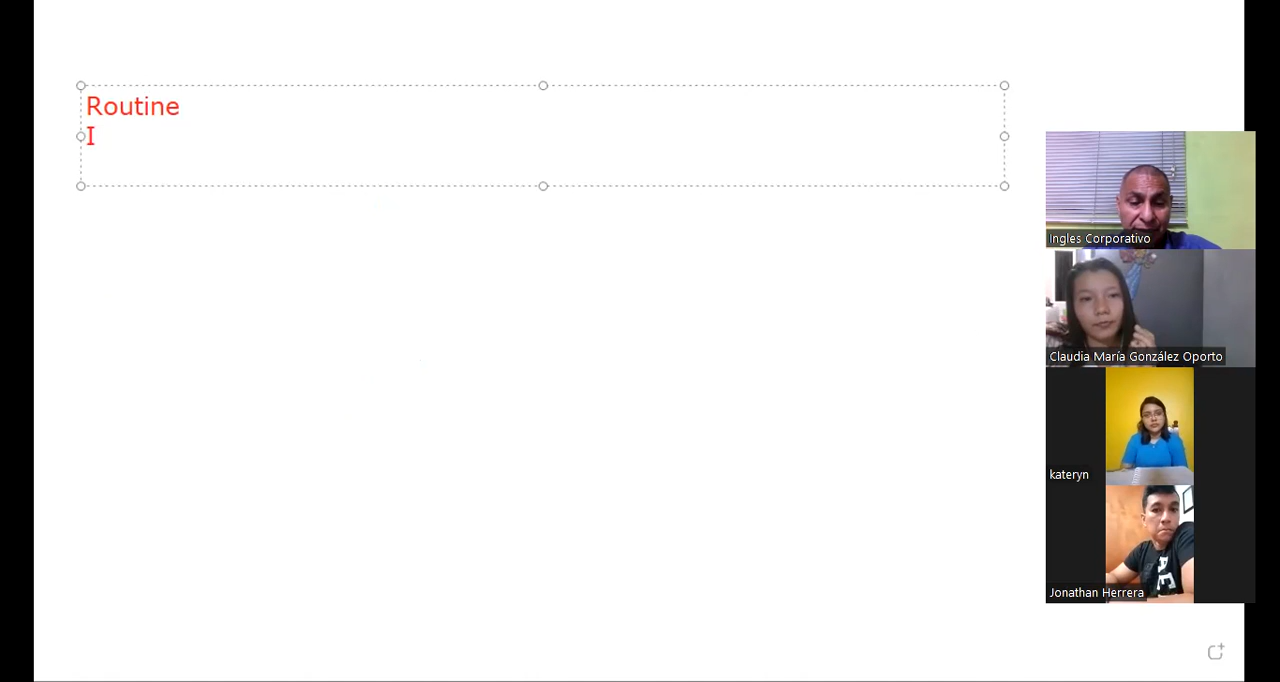 Routine
I
Ingles Corporativo
Claudia María González Oporto
kateryn
Jonathan Herrera